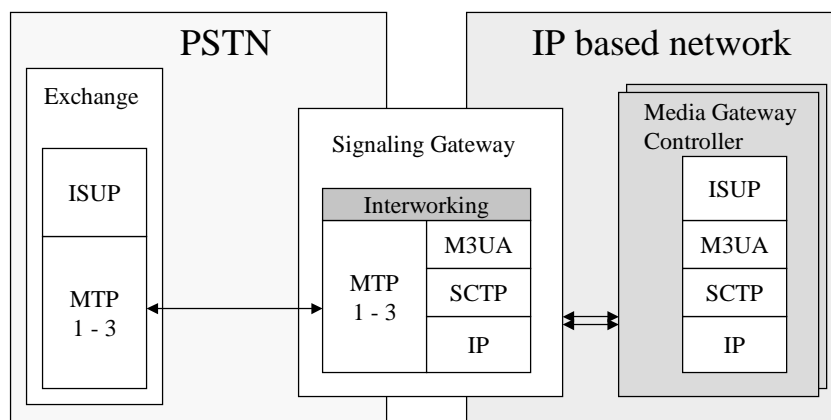 PSTN
IP based network
Exchange
ISUP
MTP
1 - 3
Signaling Gateway
Interworking
MTP
1 - 3
M3UA
SCTP
IP
Media Gateway
Controller
ISUP
M3UA
SCTP
IP